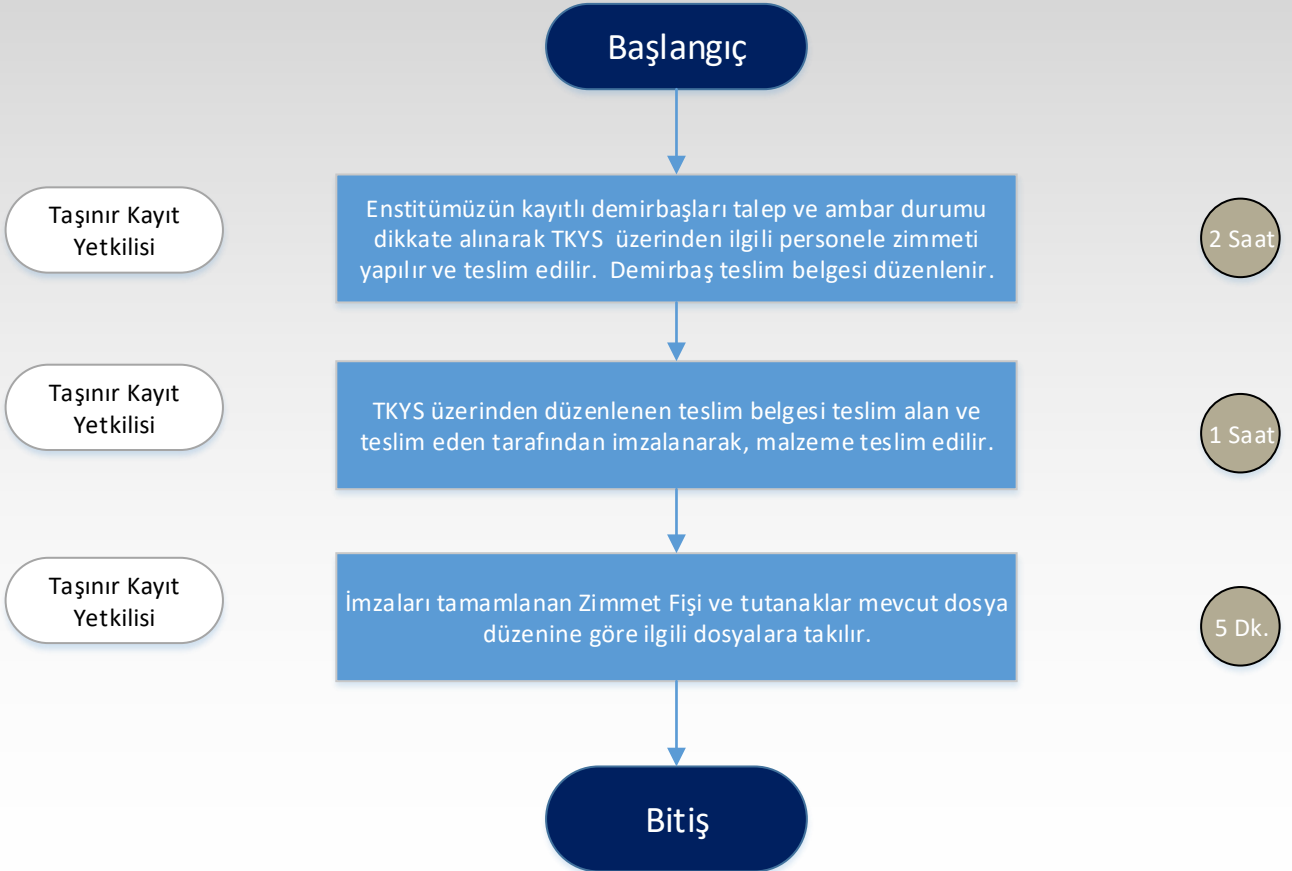 Başlangıç
Taşınır Kayıt
Yetkilisi
Enstitümüzün kayıtlı demirbaşları talep ve ambar durumu
dikkate alınarak TKYS üzerinden ilgili personele zimmeti
yapılır ve teslim edilir. Demirbaş teslim belgesi düzenlenir.
2 Saat
Taşınır Kayıt
Yetkilisi
TKYS üzerinden düzenlenen teslim belgesi teslim alan ve
teslim eden tarafından imzalanarak, malzeme teslim edilir.
1 Saat
Taşınır Kayıt
Yetkilisi
İmzaları tamamlanan Zimmet Fişi ve tutanaklar mevcut dosya
düzenine göre ilgili dosyalara takılır.
5 Dk.
Bitiş